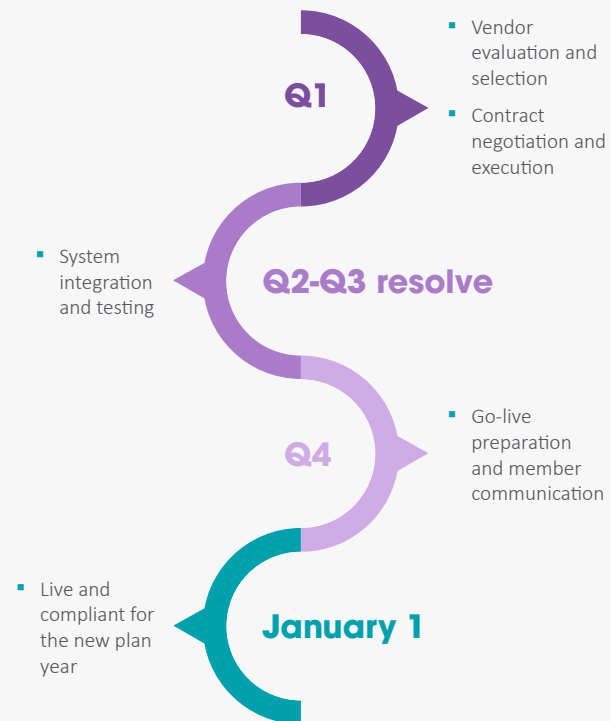 Q1
▪ Vendor
evaluation and
selection
▪ Contract
negotiation and
execution
▪ System
integration
and testing
Q2-Q3 resolve
Q4
▪ Go-live
preparation
and member
communication
▪ Live and
compliant for
the new plan
year
January 1